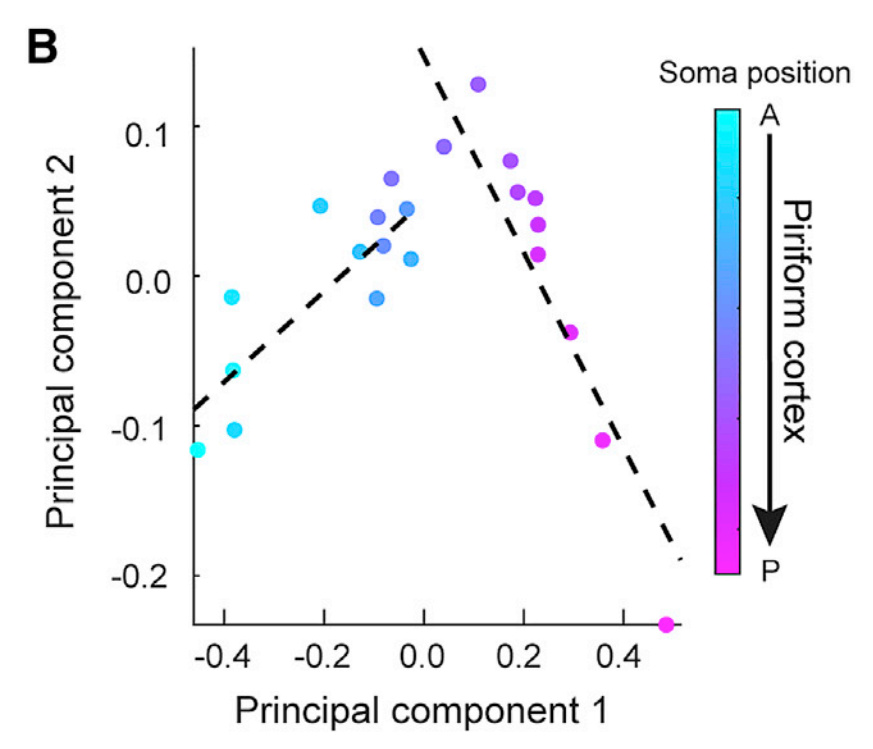 B
Soma position
A
Piriform cortex
P
Principal component 2
0.1
0.0
-0.1
-0.2
-0.4
-0.2
0.0
0.2
0.4
Principal component 1